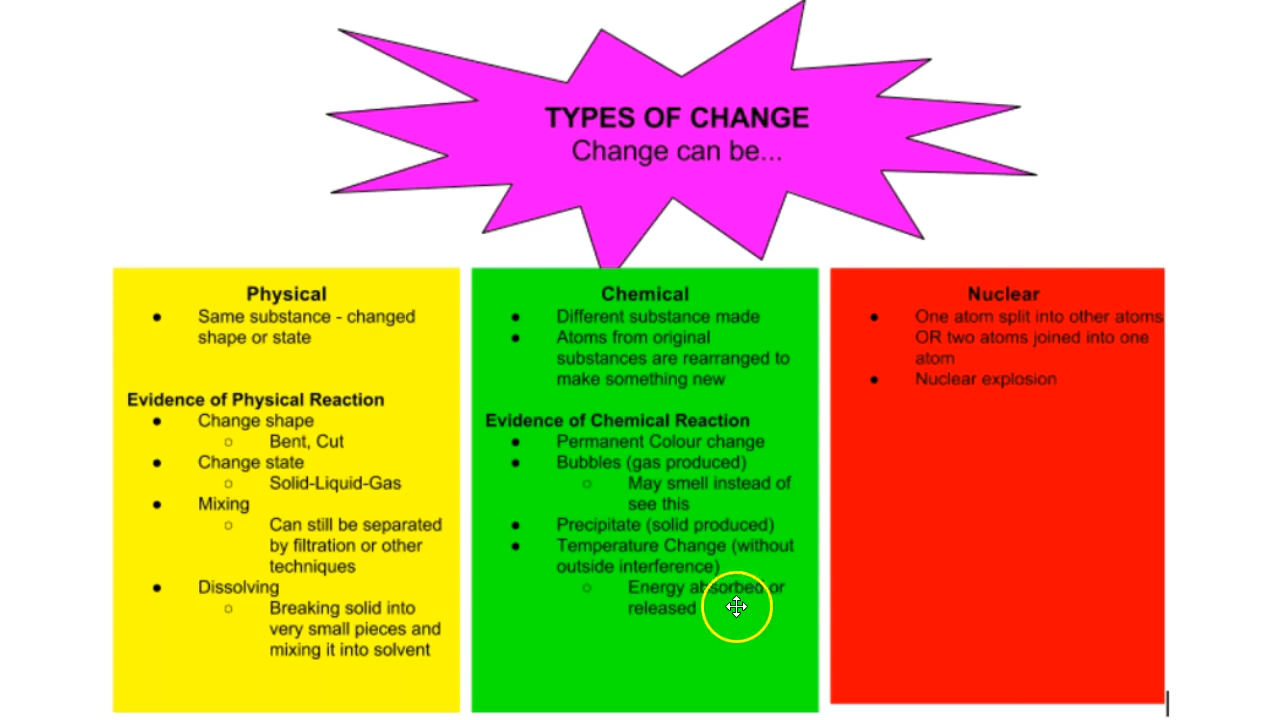 TYPES OF CHANGE
Change can be...
Physical
● Same substance - changed
shape or state
Evidence of Physical Reaction
● Change shape
○ Bent, Cut
● Change state
○ Solid-Liquid-Gas
● Mixing
○ Can still be separated
by filtration or other
techniques
● Dissolving
○ Breaking solid into
very small pieces and
mixing it into solvent
Chemical
● Different substance made
● Atoms from original
substances are rearranged to
make something new
Evidence of Chemical Reaction
● Permanent Colour change
● Bubbles (gas produced)
○ May smell instead of
see this
● Precipitate (solid produced)
● Temperature Change (without
outside interference)
○ Energy absorbed or
released
Nuclear
● One atom split into other atoms
OR two atoms joined into one
atom
● Nuclear explosion